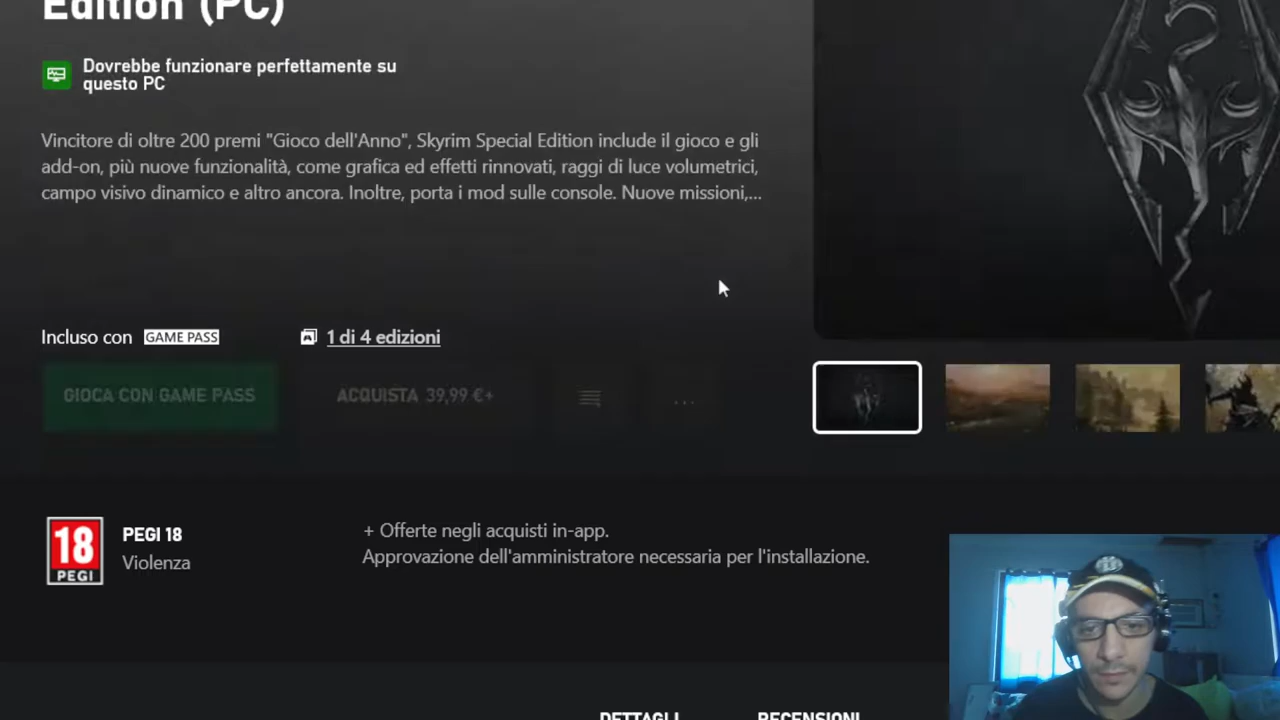 Edition (PC)
Dovrebbe funzionare perfettamente su
questo PC
Vincitore di oltre 200 premi "Gioco dell'Anno", Skyrim Special Edition include il gioco e gli
add-on, più nuove funzionalità, come grafica ed effetti rinnovati, raggi di luce volumetrici,
campo visivo dinamico e altro ancora. Inoltre, porta i mod sulle console. Nuove missioni,...
Incluso con GAME PASS
1 di 4 edizioni
GIOCA CON GAME PASS
ACQUISTA 39,99 €+
...
18
PEGI
PEGI 18
Violenza
+ Offerte negli acquisti in-app.
Approvazione dell'amministratore necessaria per l'installazione.
DETTAGLI
RECENSIONI